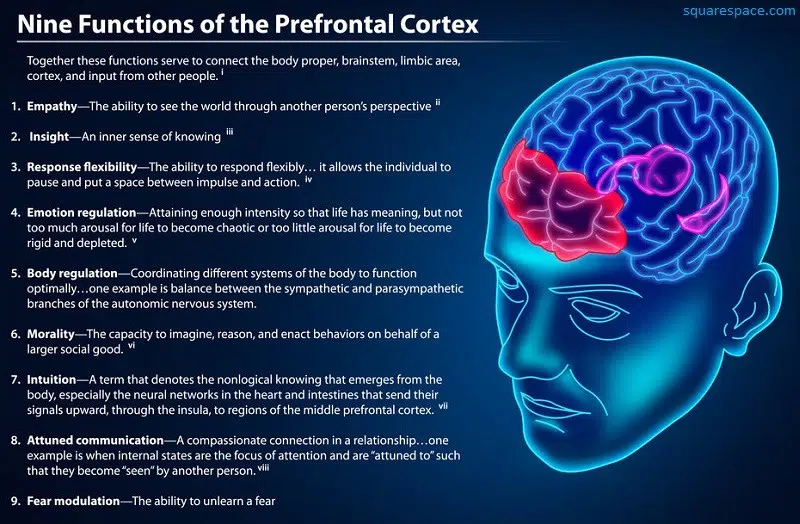 squarespace.com
Nine Functions of the Prefrontal Cortex
Together these functions serve to connect the body proper, brainstem, limbic area,
cortex, and input from other people. i
1. Empathy—The ability to see the world through another person's perspective ii
2. Insight—An inner sense of knowing iii
3. Response flexibility—The ability to respond flexibly… it allows the individual to
pause and put a space between impulse and action. iv
4. Emotion regulation—Attaining enough intensity so that life has meaning, but not
too much arousal for life to become chaotic or too little arousal for life to become
rigid and depleted. v
5. Body regulation—Coordinating different systems of the body to function
optimally…one example is balance between the sympathetic and parasympathetic
branches of the autonomic nervous system.
6. Morality—The capacity to imagine, reason, and enact behaviors on behalf of a
larger social good. vi
7. Intuition—A term that denotes the nonlogical knowing that emerges from the
body, especially the neural networks in the heart and intestines that send their
signals upward, through the insula, to regions of the middle prefrontal cortex. vii
8. Attuned communication—A compassionate connection in a relationship…one
example is when internal states are the focus of attention and are "attuned to" such
that they become "seen" by another person. viii
9. Fear modulation—The ability to unlearn a fear